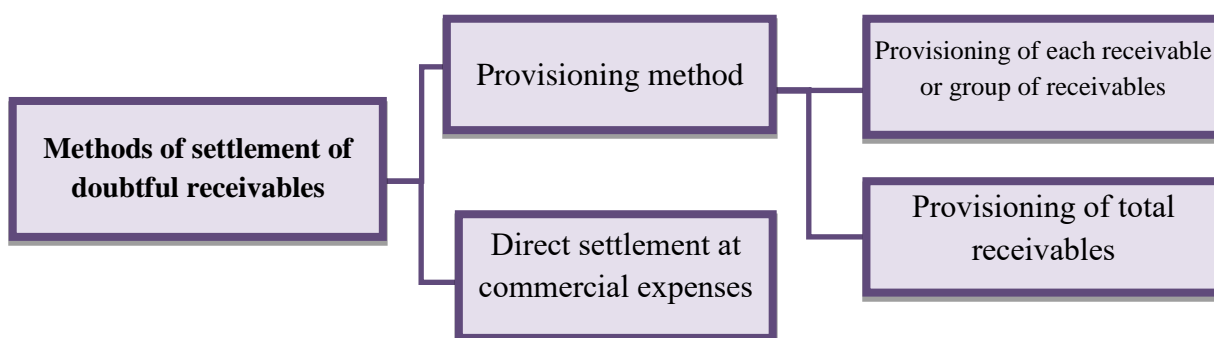 Methods of settlement of
doubtful receivables
Provisioning method
Direct settlement at
commercial expenses
Provisioning of each receivable
or group of receivables
Provisioning of total
receivables